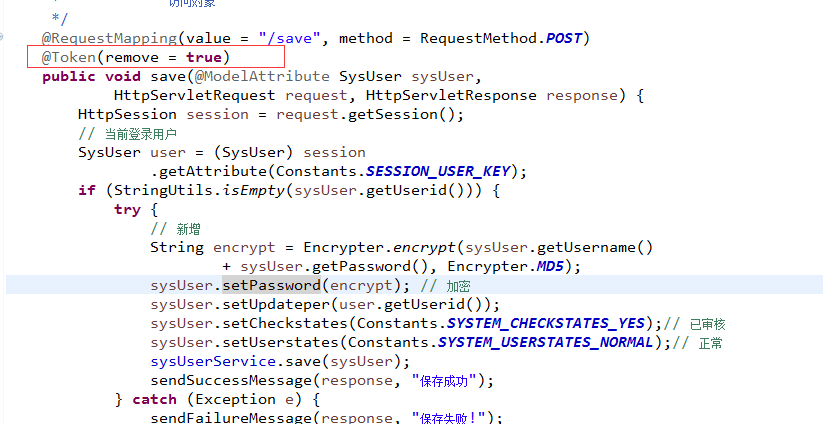 访问对象
*/
@RequestMapping(value = "/save", method = RequestMethod.POST)
@Token(remove = true)
public void save(@ModelAttribute SysUser sysUser,
HttpServletRequest request, HttpServletResponse response) {
HttpSession session = request.getSession();
// 当前登录用户
SysUser user = (SysUser) session
.getAttribute(Constants.SESSION_USER_KEY);
if (StringUtils.isEmpty(sysUser.getUserid())) {
try {
// 新增
String encrypt = Encrypter.encrypt(sysUser.getUsername()
+ sysUser.getPassword(), Encrypter.MD5);
sysUser.setPassword(encrypt); // 加密
sysUser.setUpdateper(user.getUserid());
sysUser.setCheckstates(Constants.SYSTEM_CHECKSTATES_YES);// 已审核
sysUser.setUserstates(Constants.SYSTEM_USERSTATES_NORMAL);// 正常
sysUserService.save(sysUser);
sendSuccessMessage(response, "保存成功");
} catch (Exception e) {
sendFailureMessage(response, "保存失败!");